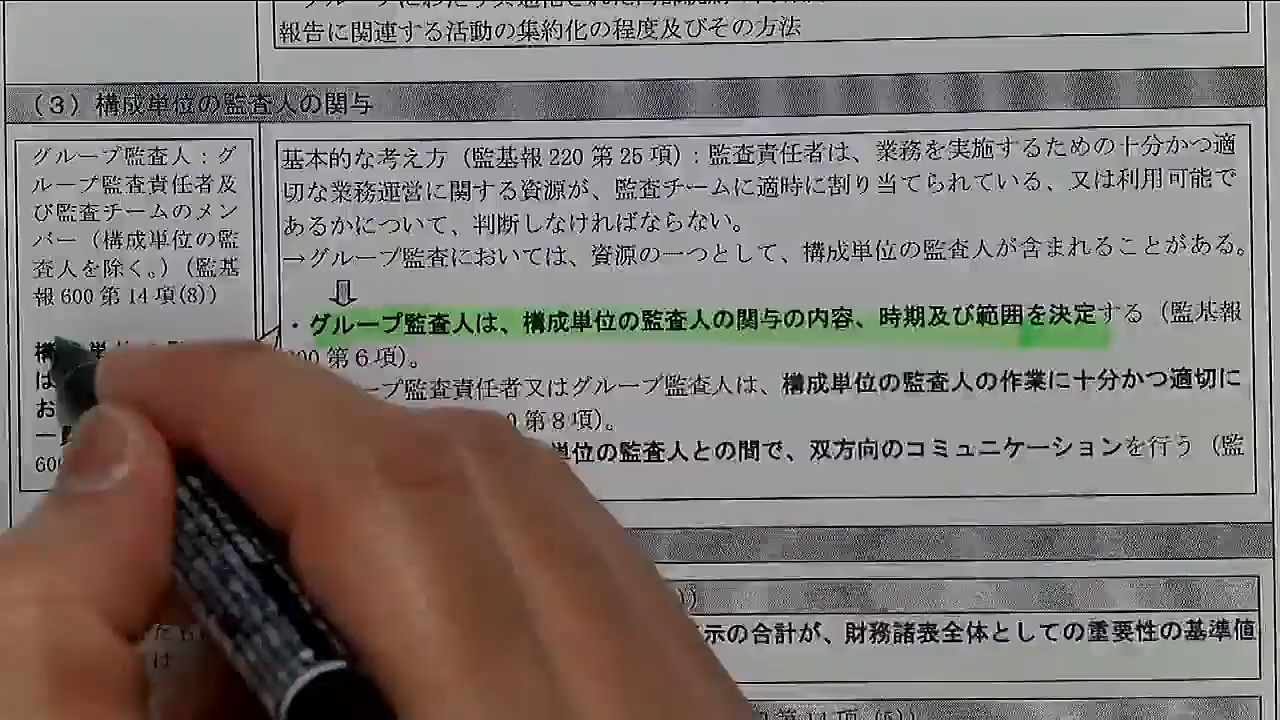 報告に関連する活動の集約化の程度及びその方法
(3) 構成単位の監査人の関与
グループ監査人：グ
ループ監査責任者及
び監査チームのメン
バー（構成単位の監
査人を除く。）（監基
報 600 第 14 項(8)）
は
お
基本的な考え方（監基報 220 第 25 項）：監査責任者は、業務を実施するための十分かつ適
切な業務運営に関する資源が、監査チームに適時に割り当てられている、又は利用可能で
あるかについて、判断しなければならない。
→グループ監査においては、資源の一つとして、構成単位の監査人が含まれることがある。
⇩
・グループ監査人は、構成単位の監査人の関与の内容、時期及び範囲を決定する（監基報
第 6 項）。
ープ監査責任者又はグループ監査人は、構成単位の監査人の作業に十分かつ適切に
第 8 項）。
単位の監査人との間で、双方向のコミュニケーションを行う（監
示の合計が、財務諸表全体としての重要性の基準値
第 14 項 (5)）